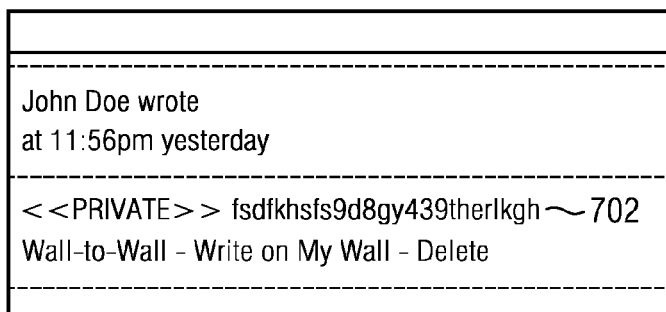 John Doe wrote
at 11:56pm yesterday
<<PRIVATE>> fsdfkhsfs9d8gy439therlkgh 702
Wall-to-Wall - Write on My Wall - Delete